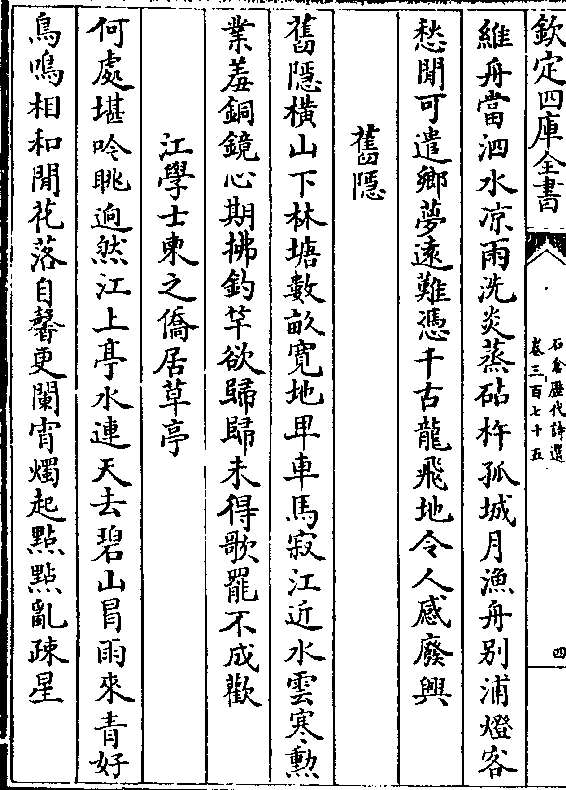 欽定四庫全書
石倉歷代詩選
卷三百七十五
四
維舟當泗水凉雨洗炎蒸砧杵孤城月漁舟别浦燈客
愁閒可遣鄉夢遠難憑千古龍飛地令人感廢興
舊隱
舊隱橫山下林塘數畝寛地卑車馬寂江近水雲寒勲
業羞銅鏡心期拂釣竿欲歸歸未得歌罷不成歡
江學士東之僑居草亭
何處堪吟眺逈然江上亭水連天去碧山冒雨來青好
鳥鳴相和閒花落自馨更闌宵燭起點點亂疎星